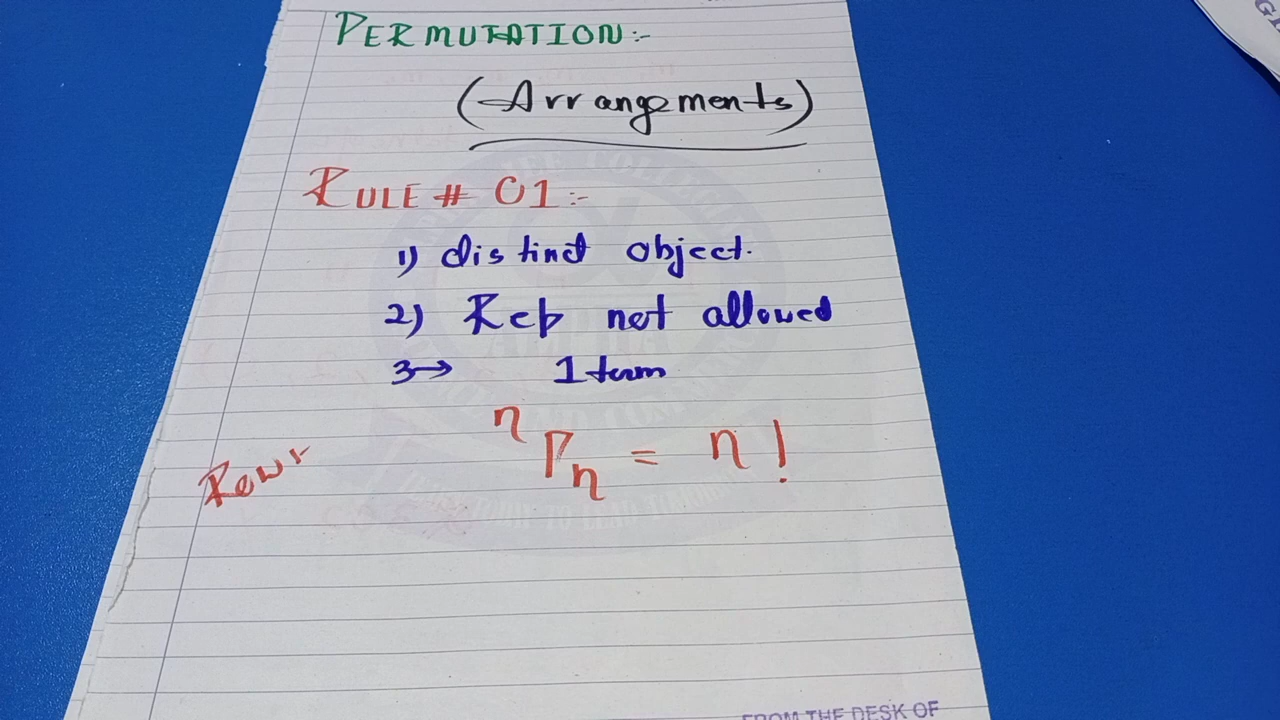 PERMUTATION:-
(Arrangements)
RULE # 01:-
1) distinct object.
2) Rep not allowed
3→ 1 term
nPn = n!
FROM THE DESK OF